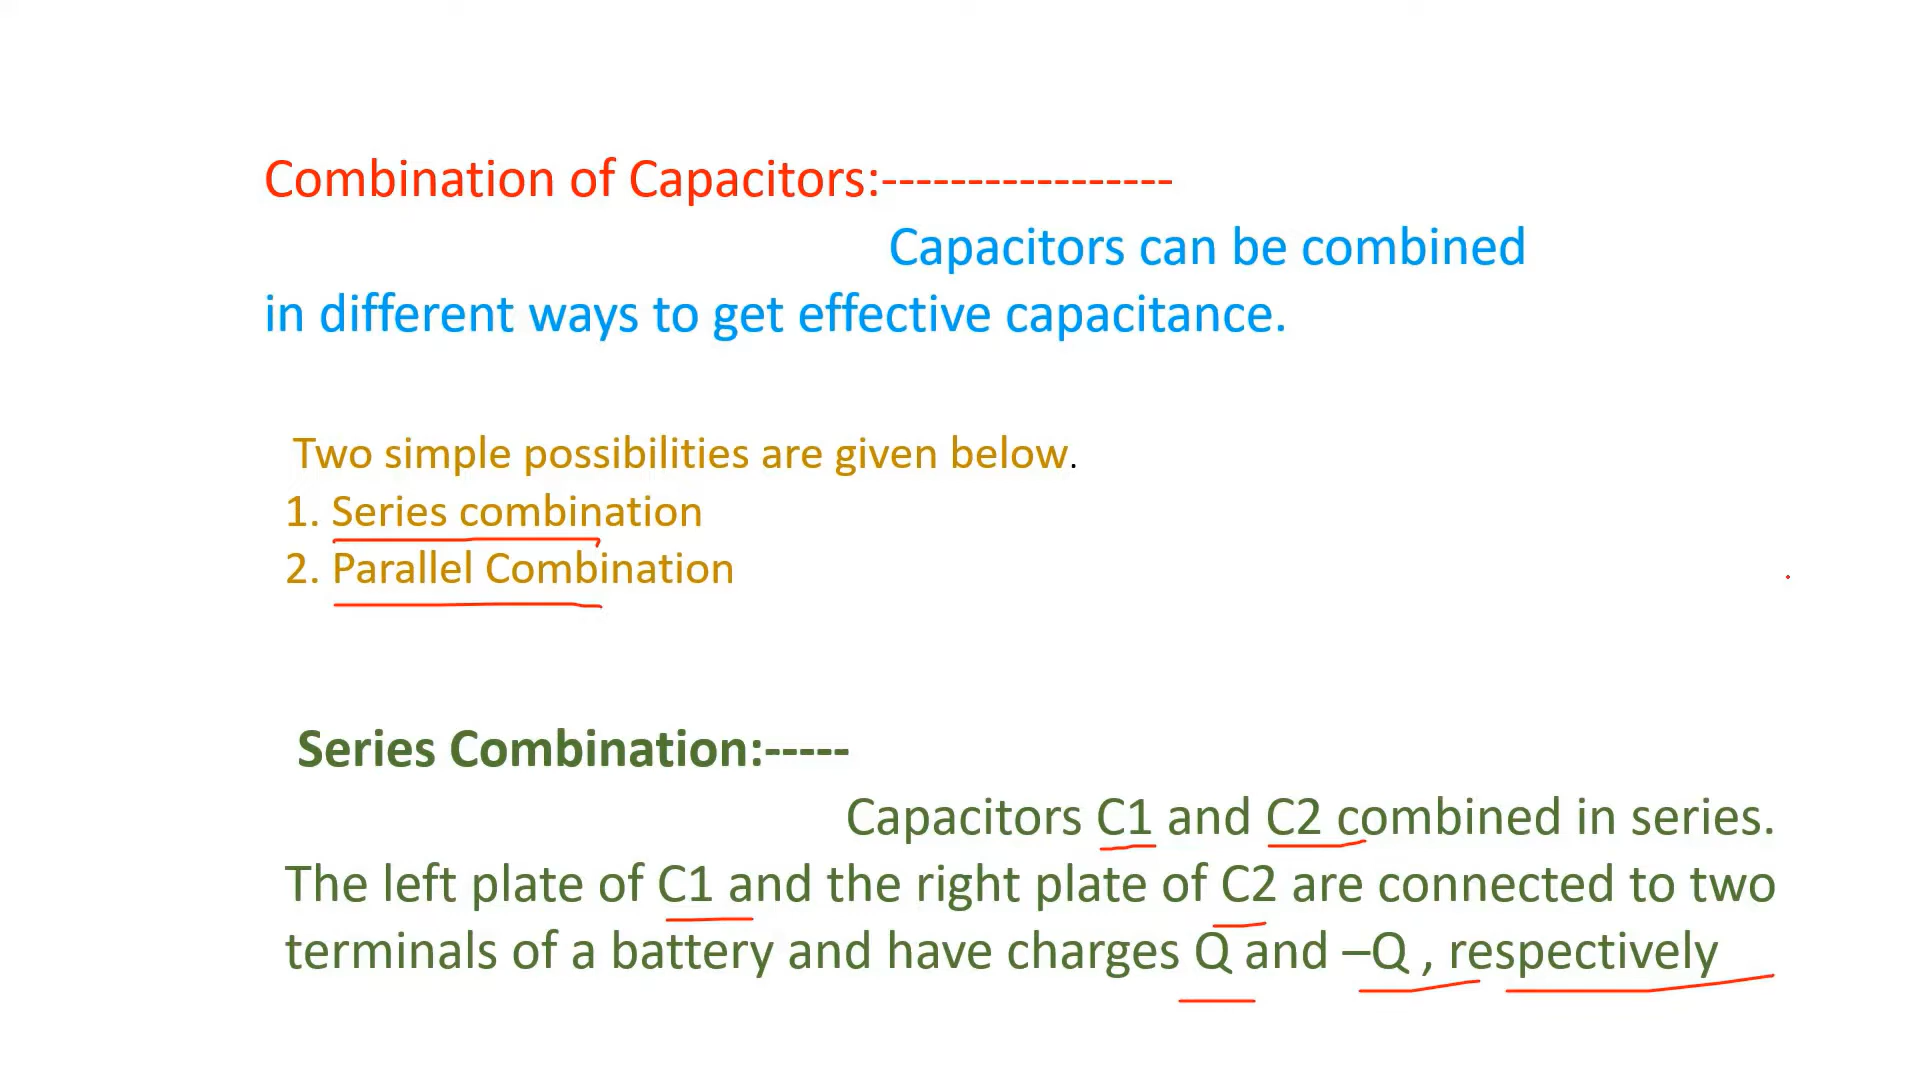 Combination of Capacitors:-----------------
Capacitors can be combined
in different ways to get effective capacitance.
Two simple possibilities are given below.
1. Series combination
2. Parallel Combination
Series Combination:-----
Capacitors C1 and C2 combined in series.
The left plate of C1 and the right plate of C2 are connected to two
terminals of a battery and have charges Q and –Q , respectively